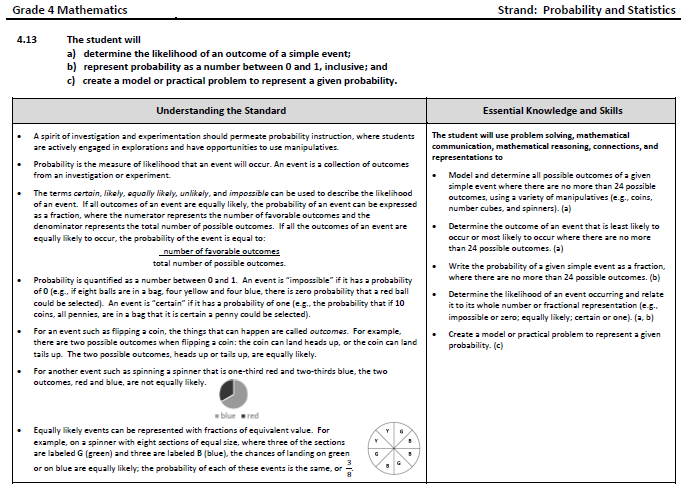 Grade 4 Mathematics
Strand: Probability and Statistics
4.13 The student will
a) determine the likelihood of an outcome of a simple event;
b) represent probability as a number between 0 and 1, inclusive; and
c) create a model or practical problem to represent a given probability.
Understanding the Standard
• A spirit of investigation and experimentation should permeate probability instruction, where students
are actively engaged in explorations and have opportunities to use manipulatives.
• Probability is the measure of likelihood that an event will occur. An event is a collection of outcomes
from an investigation or experiment.
• The terms certain, likely, equally likely, unlikely, and impossible can be used to describe the likelihood
of an event. If all outcomes of an event are equally likely, the probability of an event can be expressed
as a fraction, where the numerator represents the number of favorable outcomes and the
denominator represents the total number of possible outcomes. If all the outcomes of an event are
equally likely to occur, the probability of the event is equal to:
number of favorable outcomes
total number of possible outcomes.
• Probability is quantified as a number between 0 and 1. An event is "impossible" if it has a probability
of 0 (e.g., if eight balls are in a bag, four yellow and four blue, there is zero probability that a red ball
could be selected). An event is "certain" if it has a probability of one (e.g., the probability that if 10
coins, all pennies, are in a bag that it is certain a penny could be selected).
• For an event such as flipping a coin, the things that can happen are called outcomes. For example,
there are two possible outcomes when flipping a coin: the coin can land heads up, or the coin can land
tails up. The two possible outcomes, heads up or tails up, are equally likely.
• For another event such as spinning a spinner that is one-third red and two-thirds blue, the two
outcomes, red and blue, are not equally likely.
blue red
• Equally likely events can be represented with fractions of equivalent value. For
example, on a spinner with eight sections of equal size, where three of the sections
are labeled G (green) and three are labeled B (blue), the chances of landing on green
or on blue are equally likely; the probability of each of these events is the same, or 3/8.
Y G
Y B
G B
B G
Essential Knowledge and Skills
The student will use problem solving, mathematical
communication, mathematical reasoning, connections, and
representations to
• Model and determine all possible outcomes of a given
simple event where there are no more than 24 possible
outcomes, using a variety of manipulatives (e.g., coins,
number cubes, and spinners). (a)
• Determine the outcome of an event that is least likely to
occur or most likely to occur where there are no more
than 24 possible outcomes. (a)
• Write the probability of a given simple event as a fraction,
where there are no more than 24 possible outcomes. (b)
• Determine the likelihood of an event occurring and relate
it to its whole number or fractional representation (e.g.,
impossible or zero; equally likely; certain or one). (a, b)
• Create a model or practical problem to represent a given
probability. (c)